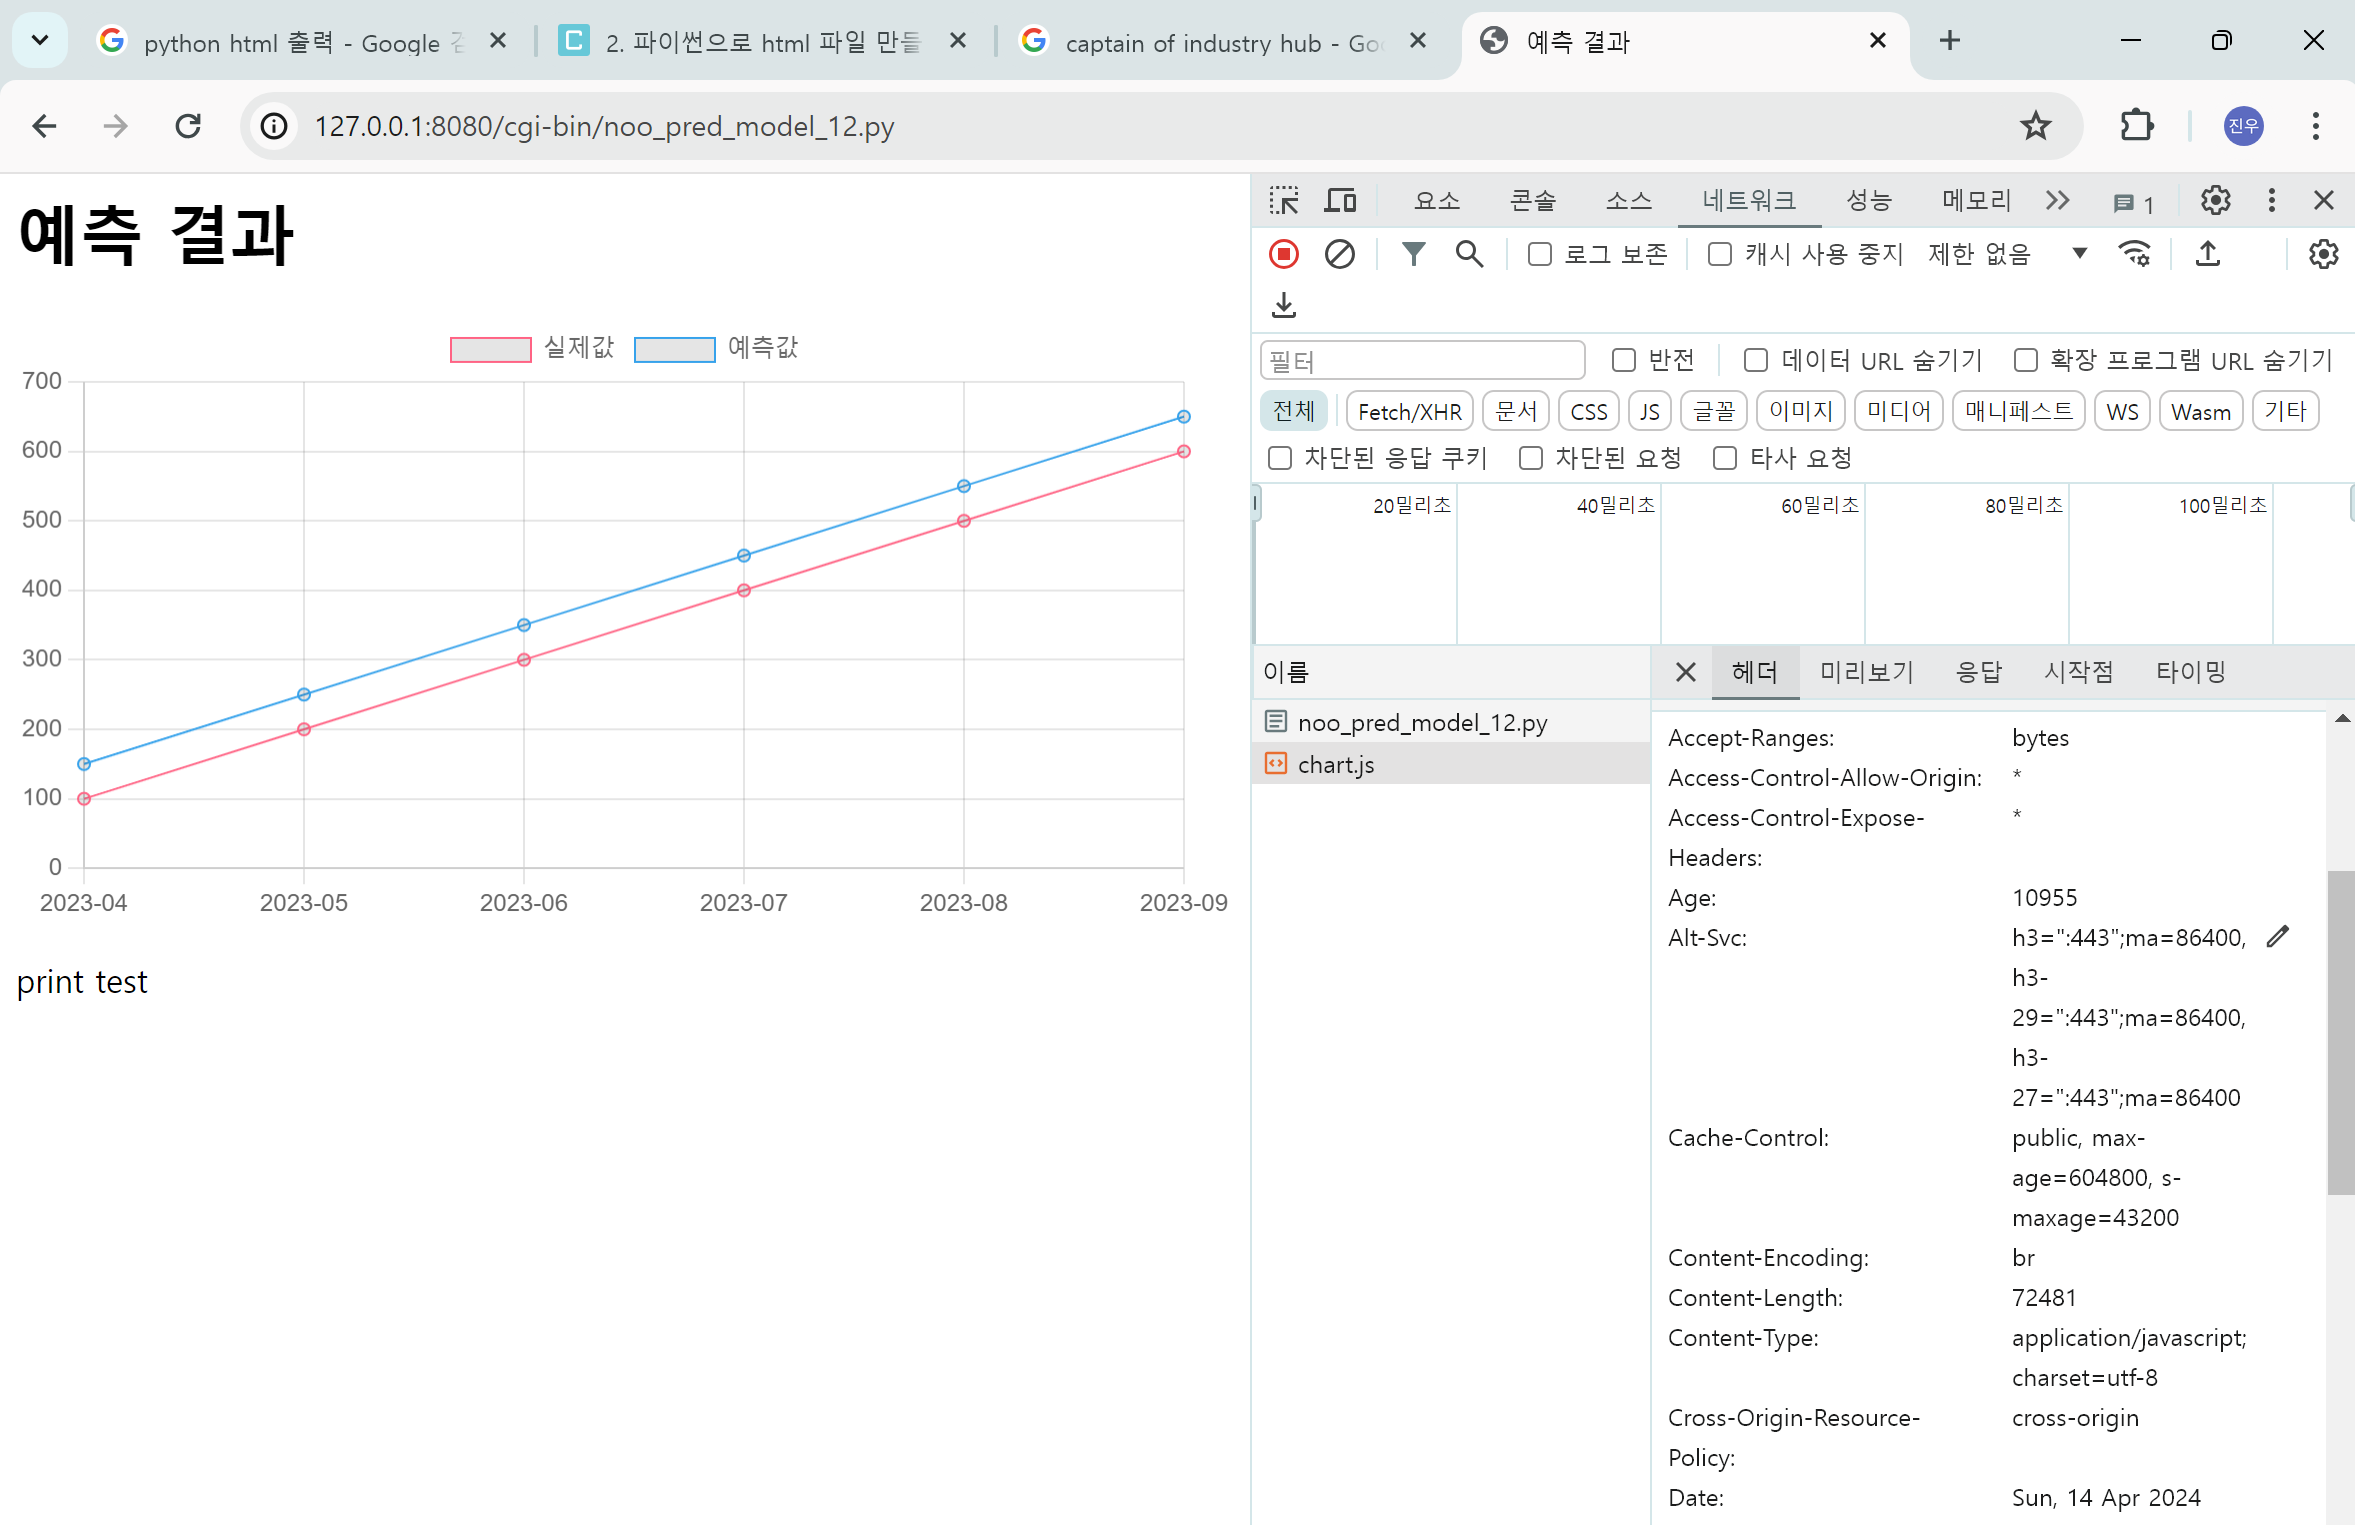 python html 출력 - Google
2. 파이썬으로 html 파일 만들
captain of industry hub - Goo
예측 결과
127.0.0.1:8080/cgi-bin/noo_pred_model_12.py
진우
예측 결과
실제값 예측값
700
600
500
400
300
200
100
0
2023-04 2023-05 2023-06 2023-07 2023-08 2023-09
print test
요소 콘솔 소스 네트워크 성능 메모리 1
로그 보존 캐시 사용 중지 제한 없음
필터 반전 데이터 URL 숨기기 확장 프로그램 URL 숨기기
전체 Fetch/XHR 문서 CSS JS 글꼴 이미지 미디어 매니페스트 WS Wasm 기타
차단된 응답 쿠키 차단된 요청 타사 요청
20밀리초 40밀리초 60밀리초 80밀리초 100밀리초
이름
noo_pred_model_12.py
chart.js
헤더 미리보기 응답 시작점 타이밍
Accept-Ranges: bytes
Access-Control-Allow-Origin: *
Access-Control-Expose- *
Headers:
Age: 10955
Alt-Svc: h3=":443";ma=86400,
h3-
29=":443";ma=86400,
h3-
27=":443";ma=86400
Cache-Control: public, max-
age=604800, s-
maxage=43200
Content-Encoding: br
Content-Length: 72481
Content-Type: application/javascript;
charset=utf-8
Cross-Origin-Resource- cross-origin
Policy:
Date: Sun, 14 Apr 2024